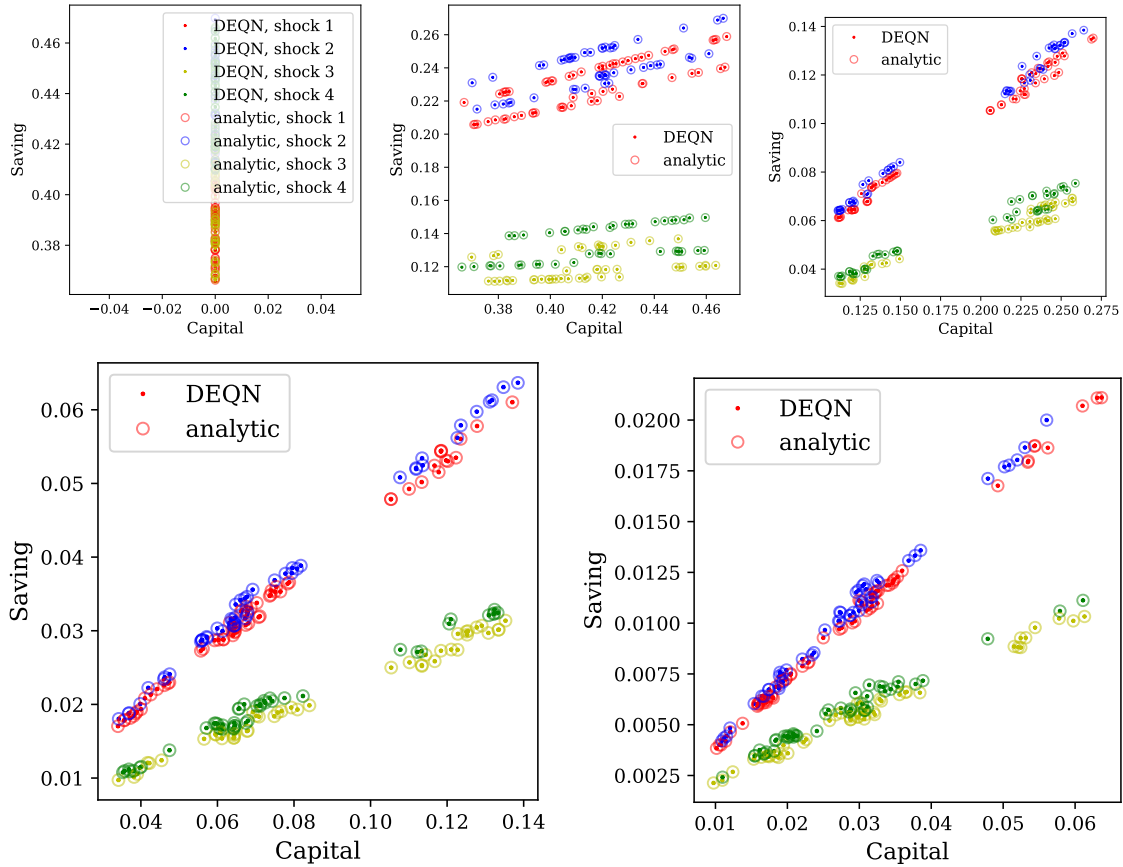 0.46
0.44
0.42
0.40
0.38
Saving
DEQN, shock 1
DEQN, shock 2
DEQN, shock 3
DEQN, shock 4
analytic, shock 1
analytic, shock 2
analytic, shock 3
analytic, shock 4
−0.04 −0.02 0.00 0.02 0.04
Capital
0.26
0.24
0.22
0.20
0.18
0.16
0.14
0.12
Saving
DEQN
analytic
0.38 0.40 0.42 0.44 0.46
Capital
0.14
0.12
0.10
0.08
0.06
0.04
Saving
DEQN
analytic
0.125 0.150 0.175 0.200 0.225 0.250 0.275
Capital
0.06
0.05
0.04
0.03
0.02
0.01
Saving
DEQN
analytic
0.04 0.06 0.08 0.10 0.12 0.14
Capital
0.0200
0.0175
0.0150
0.0125
0.0100
0.0075
0.0050
0.0025
Saving
DEQN
analytic
0.01 0.02 0.03 0.04 0.05 0.06
Capital